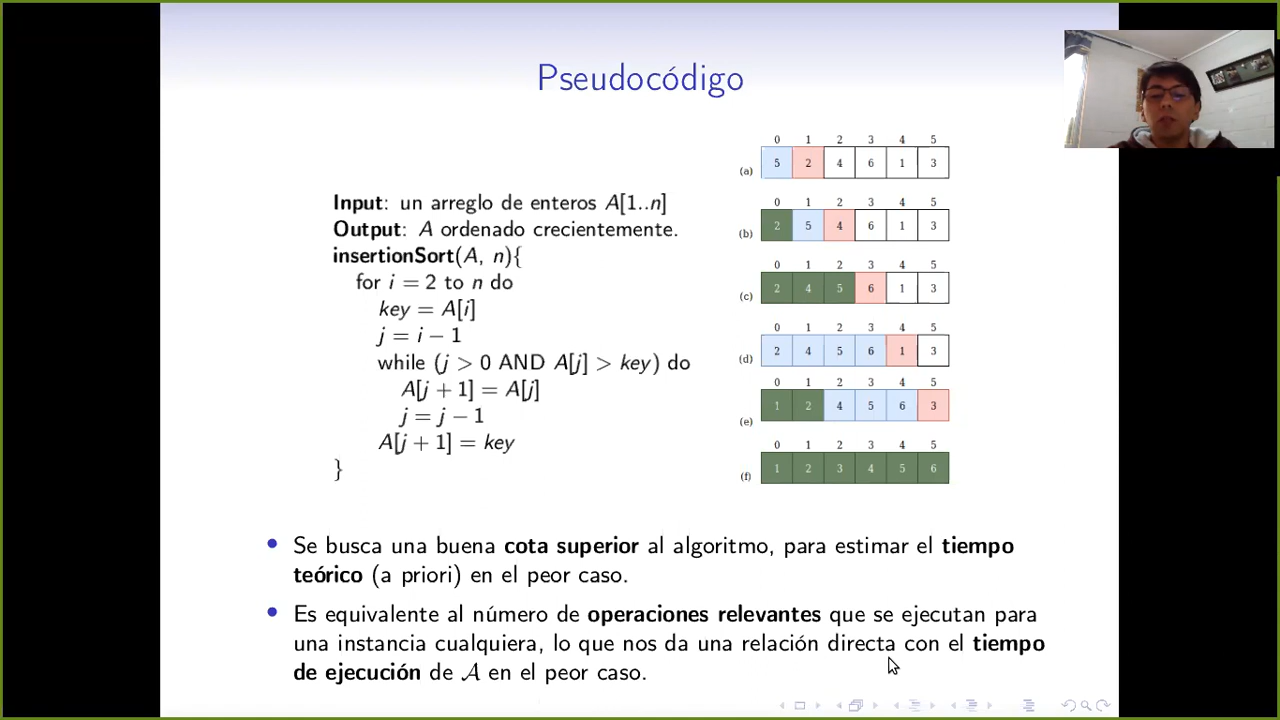 Pseudocódigo
Input: un arreglo de enteros A[1..n]
Output: A ordenado crecientemente.
insertionSort(A, n){
for i = 2 to n do
key = A[i]
j = i − 1
while (j > 0 AND A[j] > key) do
A[j + 1] = A[j]
j = j − 1
A[j + 1] = key
}
0 1 2 3 4 5
(a) 5 2 4 6 1 3
0 1 2 3 4 5
(b) 2 5 4 6 1 3
0 1 2 3 4 5
(c) 2 4 5 6 1 3
0 1 2 3 4 5
(d) 2 4 5 6 1 3
0 1 2 3 4 5
(e) 1 2 4 5 6 3
0 1 2 3 4 5
(f) 1 2 3 4 5 6
• Se busca una buena cota superior al algoritmo, para estimar el tiempo
teórico (a priori) en el peor caso.
• Es equivalente al número de operaciones relevantes que se ejecutan para
una instancia cualquiera, lo que nos da una relación directa con el tiempo
de ejecución de 𝒜 en el peor caso.